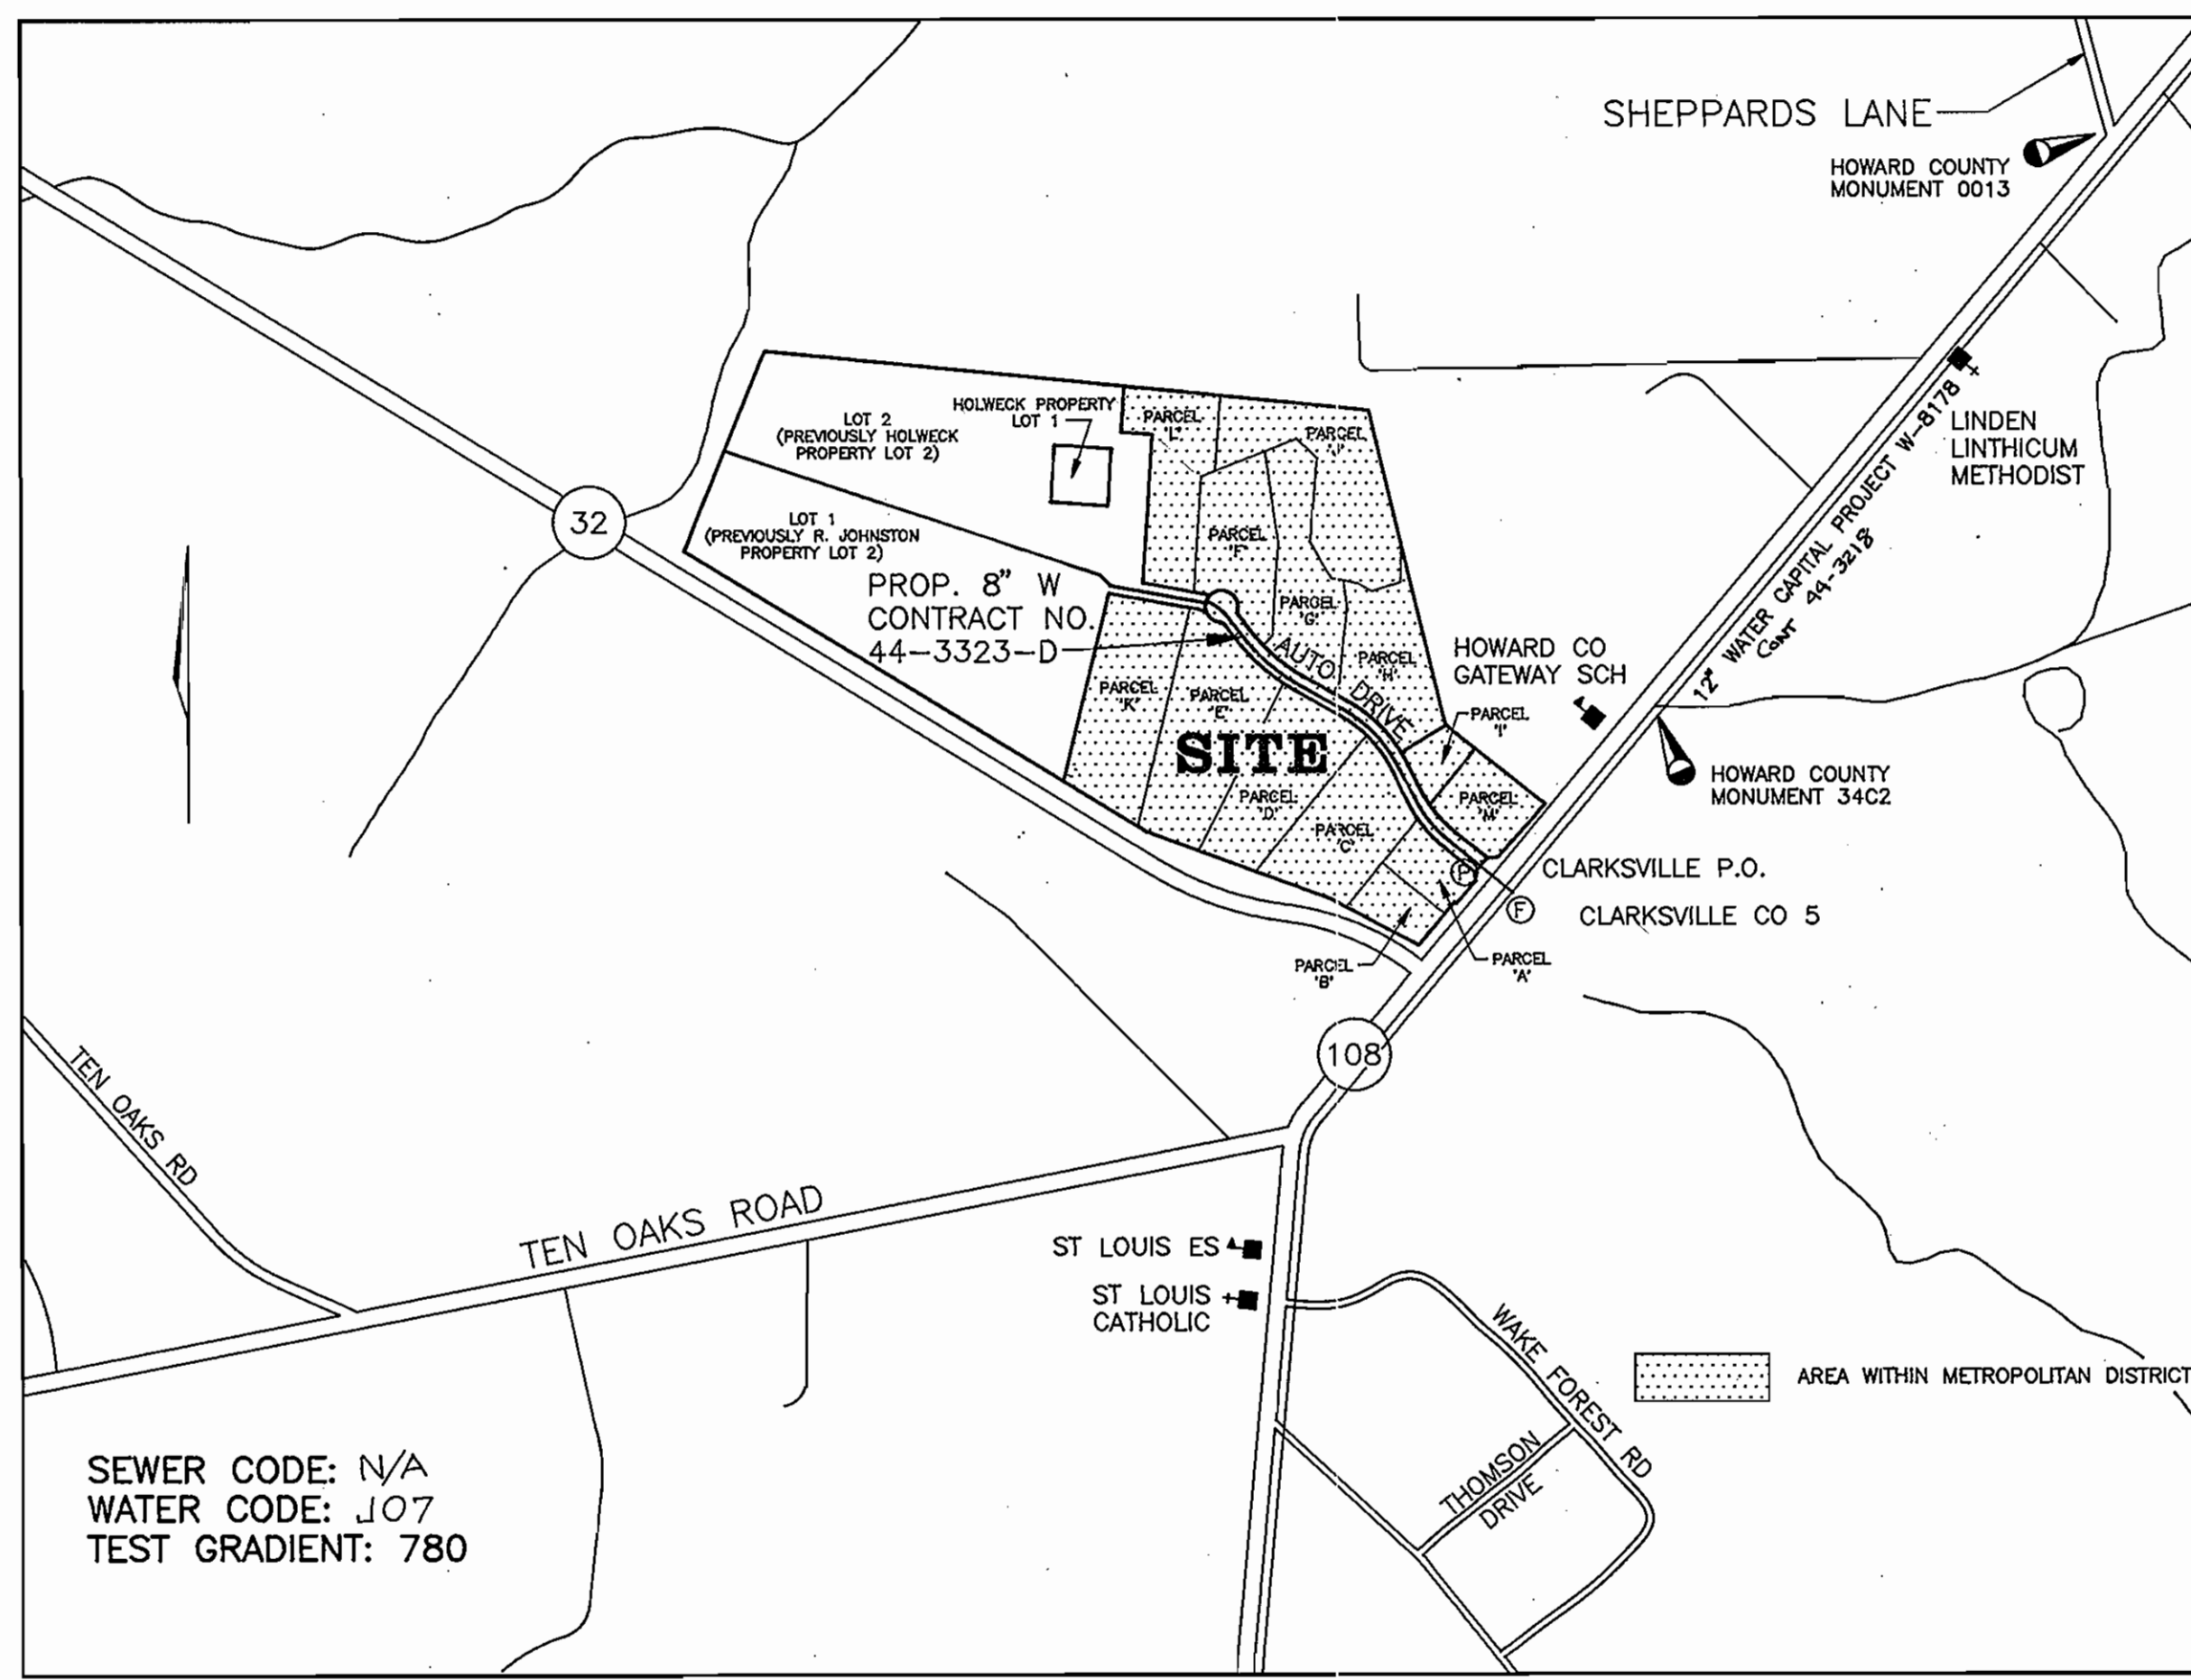 SHEPPARDS LANE
HOWARD COUNTY
MONUMENT 0013
LINDEN
LINTHICUM
METHODIST
12" WATER CAPITAL PROJECT W-8178
CONT 44-3218
HOLWECK PROPERTY
LOT 1
LOT 2
(PREVIOUSLY HOLWECK
PROPERTY LOT 2)
LOT 1
(PREVIOUSLY R. JOHNSTON
PROPERTY LOT 2)
PARCEL
'L'
PARCEL
'J'
PARCEL
'F'
PARCEL
'G'
PARCEL
'H'
32
PROP. 8" W
CONTRACT NO.
44-3323-D
AUTO DRIVE
HOWARD CO
GATEWAY SCH
PARCEL
'K'
PARCEL
'E'
PARCEL
'I'
SITE
HOWARD COUNTY
MONUMENT 34C2
PARCEL
'D'
PARCEL
'M'
PARCEL
'C'
P
CLARKSVILLE P.O.
F
CLARKSVILLE CO 5
PARCEL
'B'
PARCEL
'A'
108
TEN OAKS RD
TEN OAKS ROAD
ST LOUIS ES
ST LOUIS
CATHOLIC
WAKE FOREST RD
THOMSON
DRIVE
AREA WITHIN METROPOLITAN DISTRICT
SEWER CODE: N/A
WATER CODE: J07
TEST GRADIENT: 780